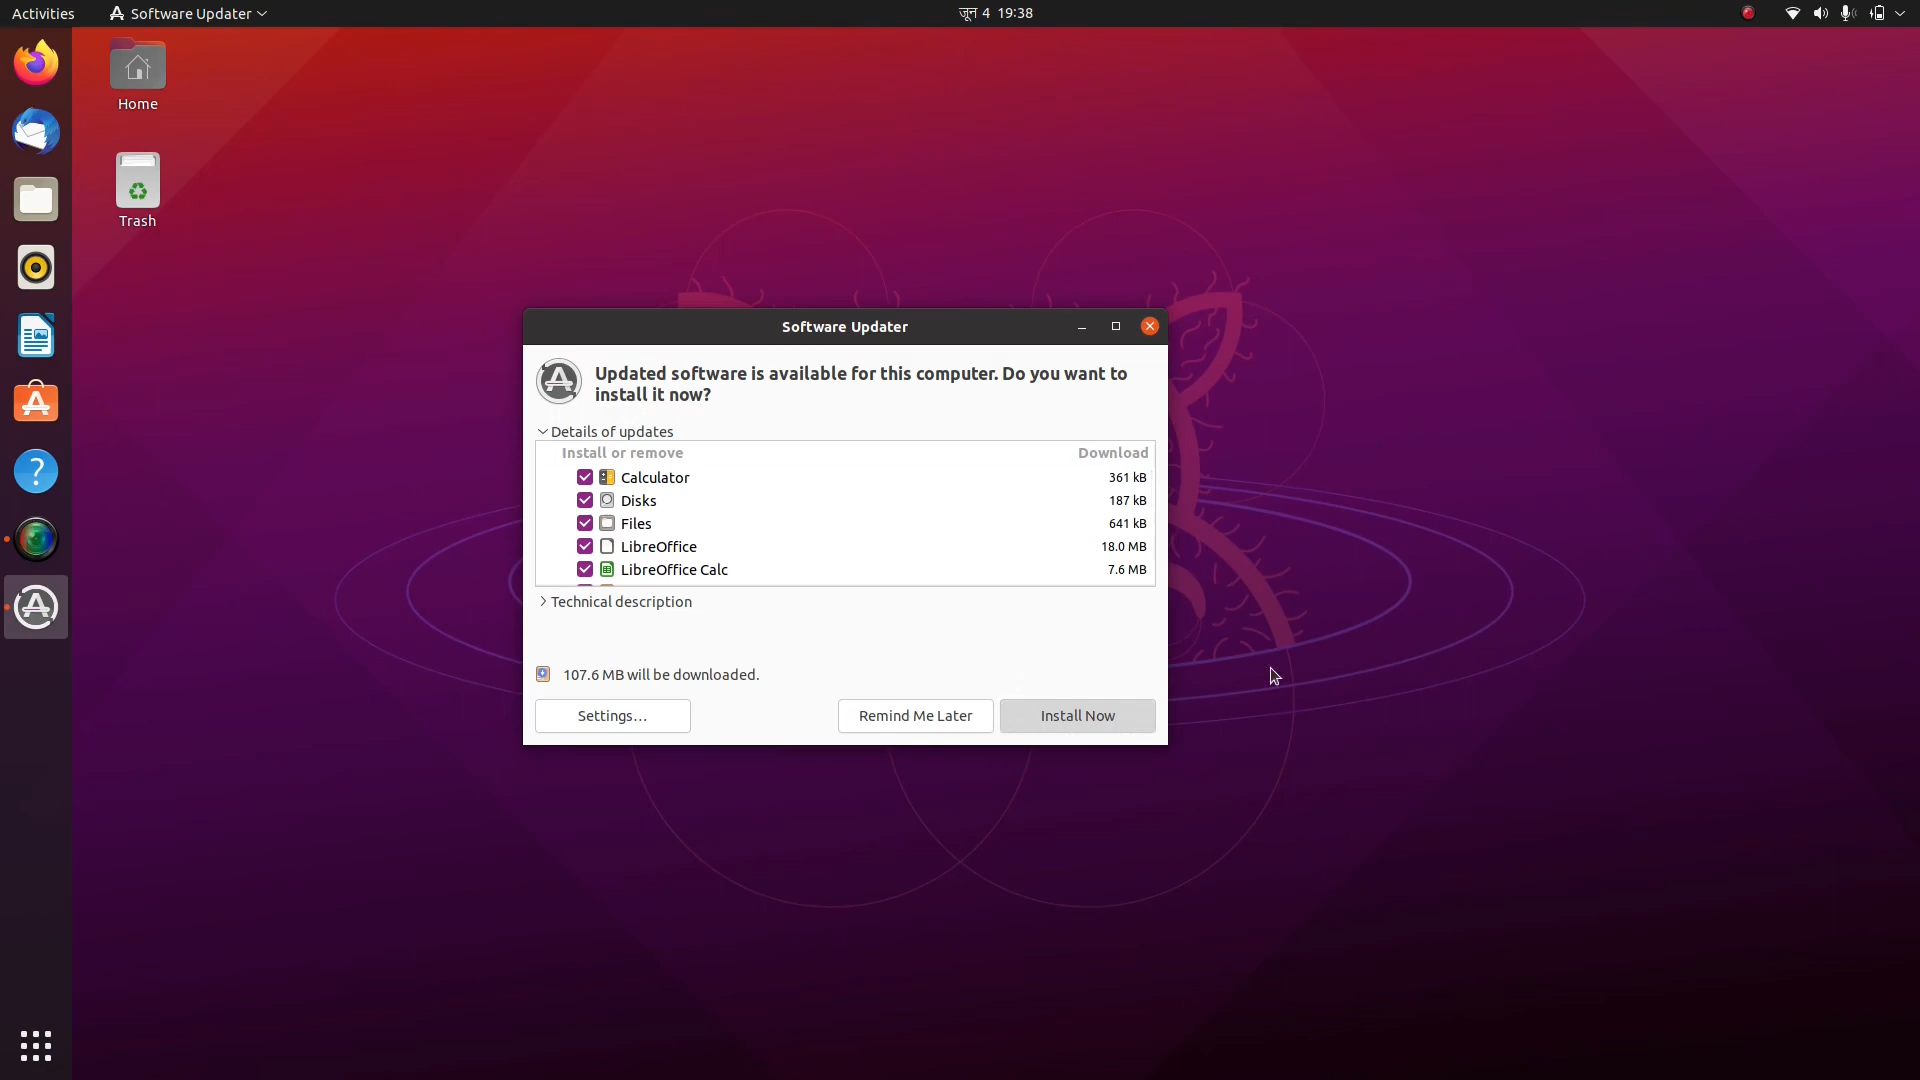 Activities
Software Updater
जून 4 19:38
Home
Trash
Software Updater
Updated software is available for this computer. Do you want to
install it now?
Details of updates
Install or remove Download
Calculator 361 kB
Disks 187 kB
Files 641 kB
LibreOffice 18.0 MB
LibreOffice Calc 7.6 MB
Technical description
107.6 MB will be downloaded.
Settings…
Remind Me Later
Install Now